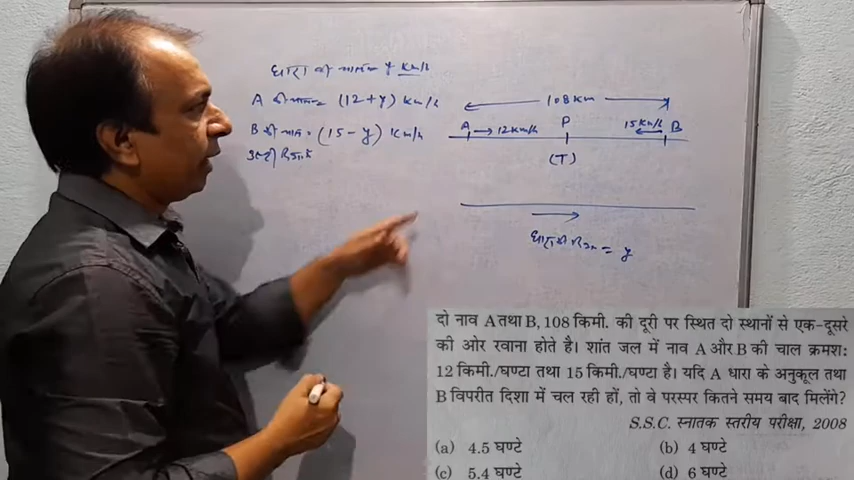 धारा की चाल = y km/h
A की चाल = (12 + y) km/h
B की चाल = (15 - y) km/h
उल्टी दिशा में
108 km
A → 12 km/h P 15 km/h ← B
(T)
धारा की दिशा = y
दो नाव A तथा B, 108 किमी. की दूरी पर स्थित दो स्थानों से एक-दूसरे
की ओर रवाना होते है। शांत जल में नाव A और B की चाल क्रमश:
12 किमी./घण्टा तथा 15 किमी./घण्टा है। यदि A धारा के अनुकूल तथा
B विपरीत दिशा में चल रही हों, तो वे परस्पर कितने समय बाद मिलेंगे?
S.S.C. स्नातक स्तरीय परीक्षा, 2008
(a) 4.5 घण्टे (b) 4 घण्टे
(c) 5.4 घण्टे (d) 6 घण्टे